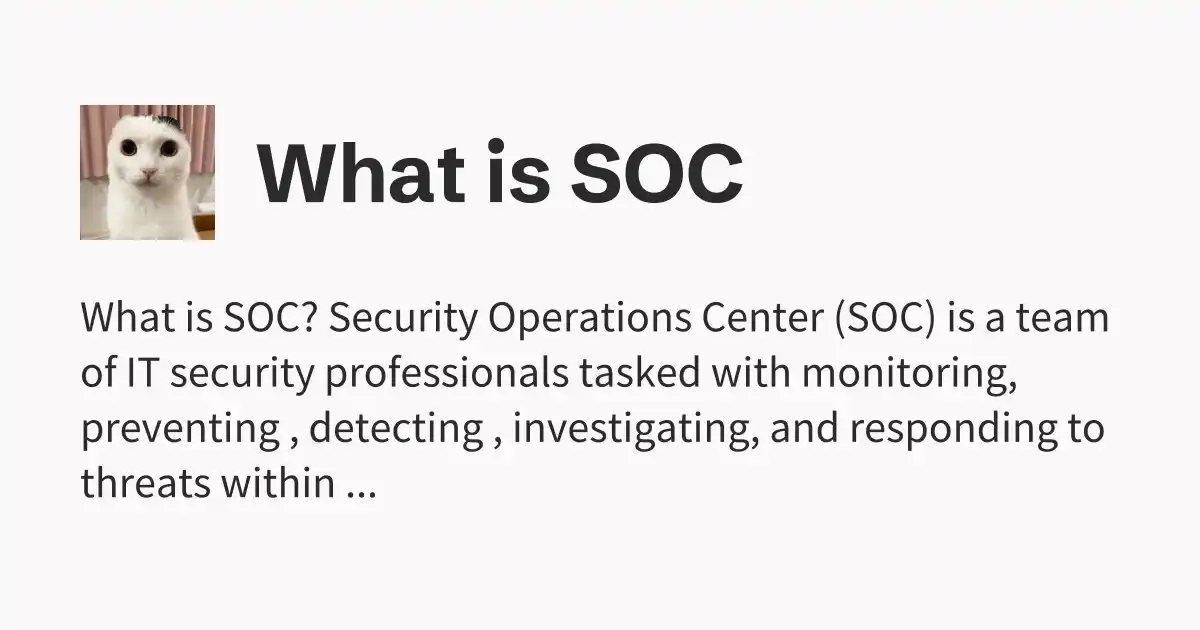 What is SOC
What is SOC? Security Operations Center (SOC) is a team
of IT security professionals tasked with monitoring,
preventing , detecting , investigating, and responding to
threats within ...